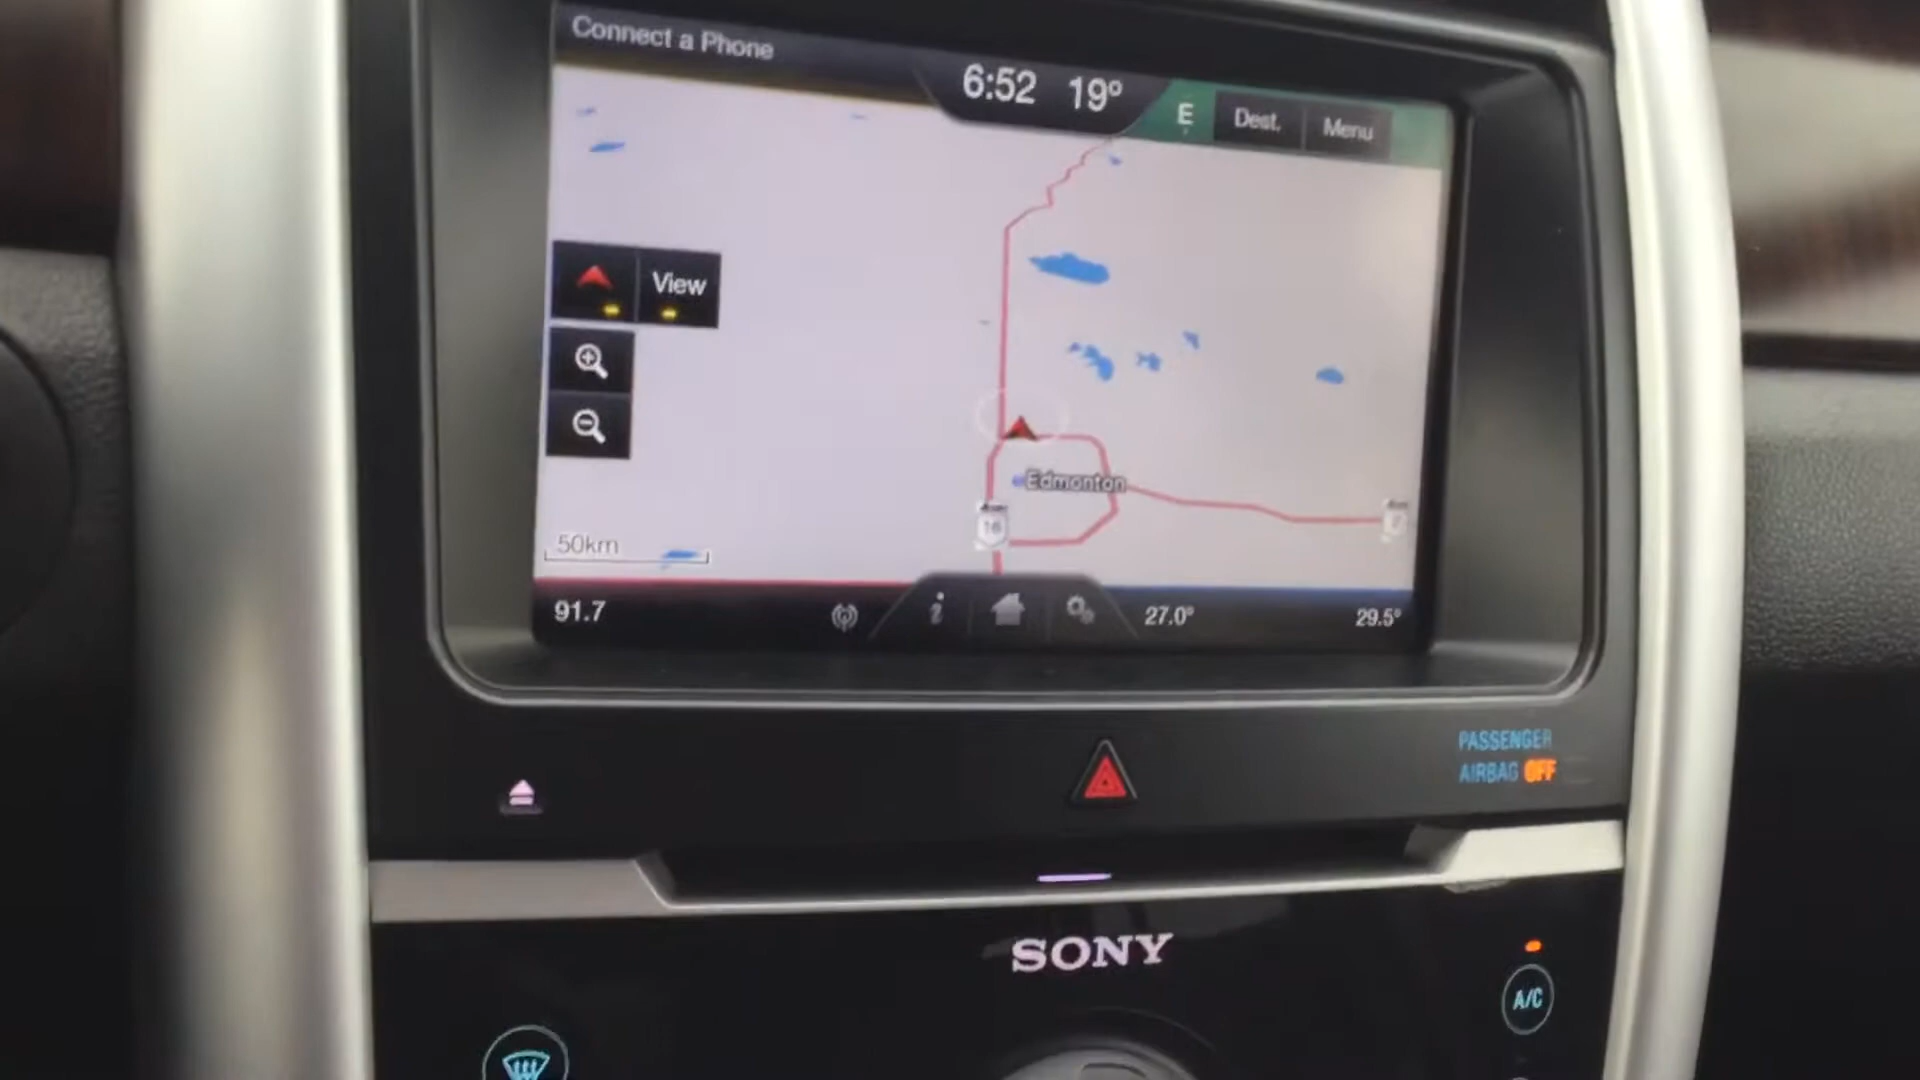 Connect a Phone
6:52 19°
E Dest. Menu
View
Edmonton
16
50km
91.7 27.0° 29.5°
PASSENGER
AIRBAG OFF
SONY
A/C